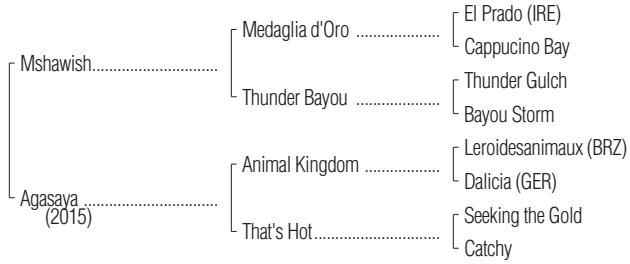 El Prado (IRE)
Medaglia d'Oro ....................
Cappucino Bay
Mshawish..............................
Thunder Gulch
Thunder Bayou ....................
Bayou Storm
Leroidesanimaux (BRZ)
Animal Kingdom ..................
Dalicia (GER)
Agasaya ................................
(2015)
Seeking the Gold
That's Hot..............................
Catchy